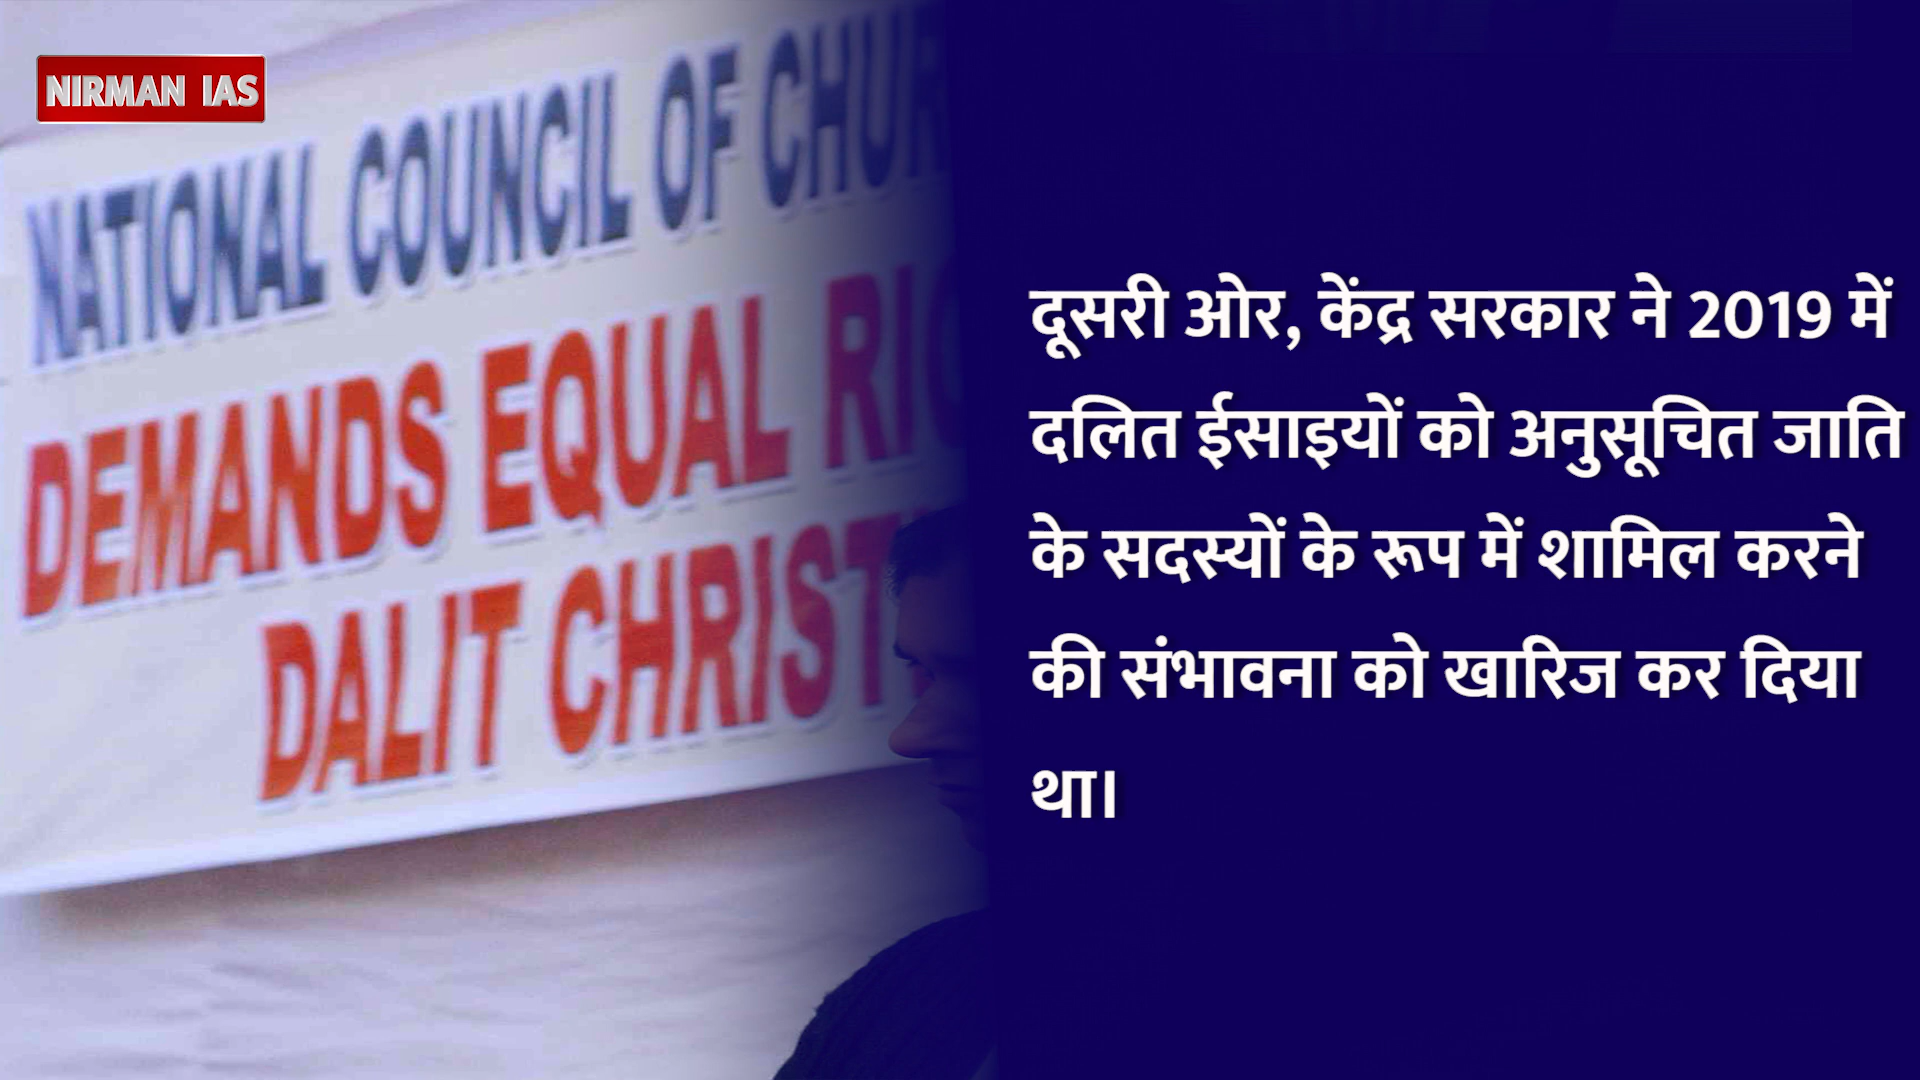 NIRMAN IAS
NATIONAL COUNCIL OF
DEMANDS EQUAL
DALIT
दूसरी ओर, केंद्र सरकार ने 2019 में
दलित ईसाइयों को अनुसूचित जाति
के सदस्यों के रूप में शामिल करने
की संभावना को खारिज कर दिया
था।